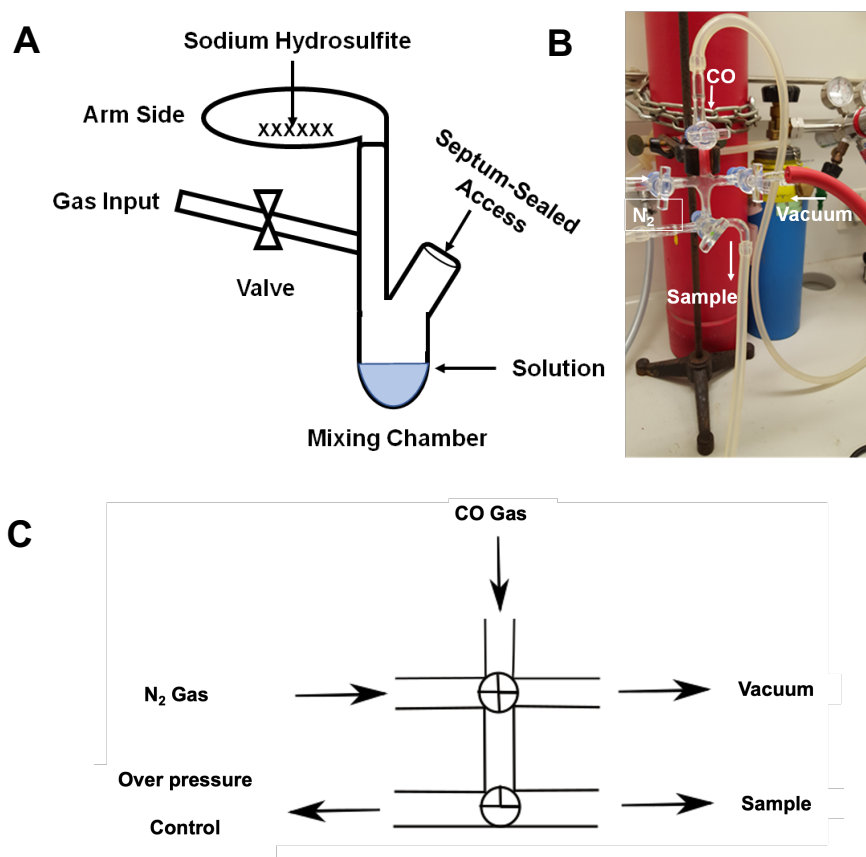 A
Sodium Hydrosulfite
Arm Side
XXXXXX
Gas Input
Valve
Septum-Sealed
Access
Solution
Mixing Chamber
B
CO
N₂
Vacuum
Sample
C
CO Gas
N₂ Gas
Vacuum
Over pressure
Control
Sample